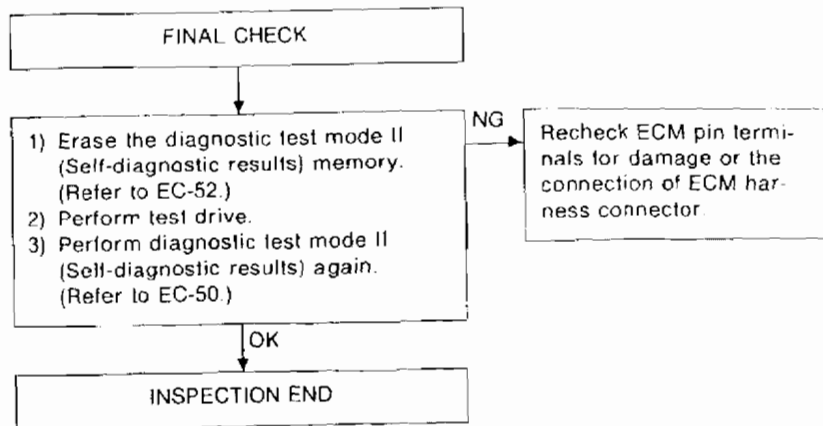 FINAL CHECK
1) Erase the diagnostic test mode II
(Self-diagnostic results) memory.
(Refer to EC-52.)
2) Perform test drive.
3) Perform diagnostic test mode II
(Self-diagnostic results) again.
(Refer to EC-50.)
NG
Recheck ECM pin termi-
nals for damage or the
connection of ECM har-
ness connector.
OK
INSPECTION END